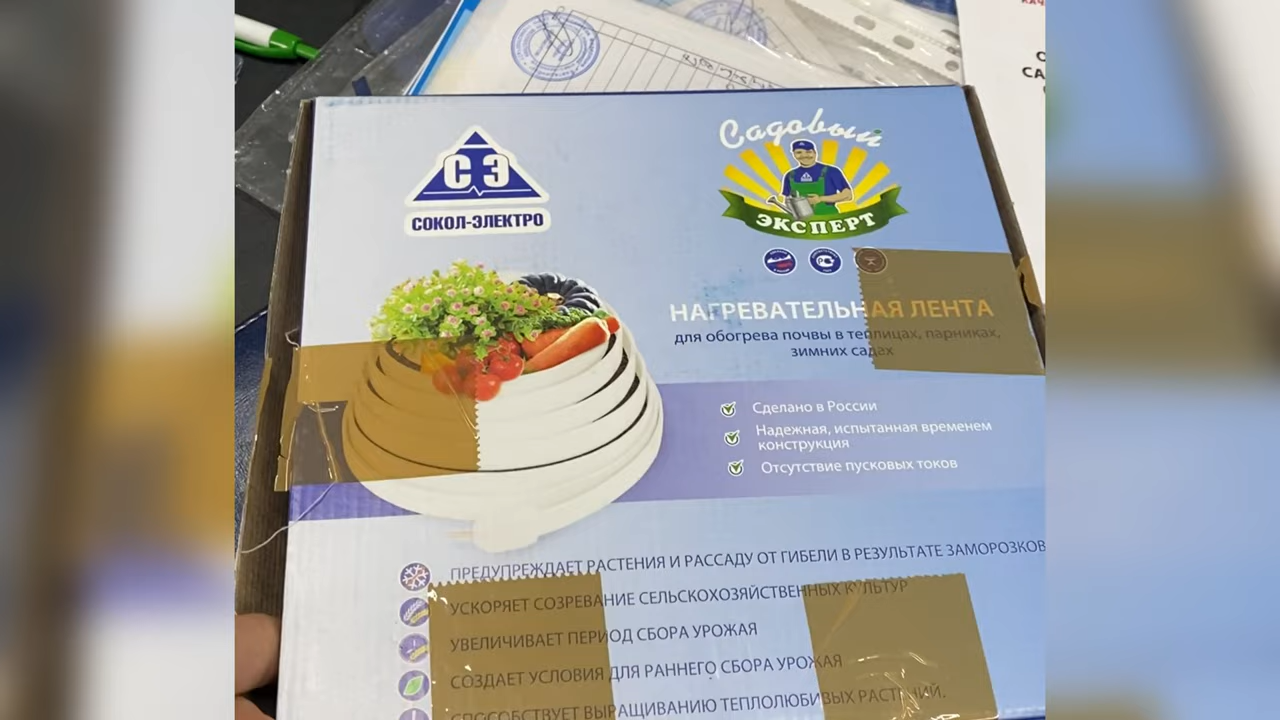 СЭ
СОКОЛ-ЭЛЕКТРО
Садовый
ЭКСПЕРТ
НАГРЕВАТЕЛЬНАЯ ЛЕНТА
для обогрева почвы в теплицах, парниках,
зимних садах
Сделано в России
Надежная, испытанная временем
конструкция
Отсутствие пусковых токов
ПРЕДУПРЕЖДАЕТ РАСТЕНИЯ И РАССАДУ ОТ ГИБЕЛИ В РЕЗУЛЬТАТЕ ЗАМОРОЗКОВ
УСКОРЯЕТ СОЗРЕВАНИЕ СЕЛЬСКОХОЗЯЙСТВЕННЫХ КУЛЬТУР
УВЕЛИЧИВАЕТ ПЕРИОД СБОРА УРОЖАЯ
СОЗДАЕТ УСЛОВИЯ ДЛЯ РАННЕГО СБОРА УРОЖАЯ
СПОСОБСТВУЕТ ВЫРАЩИВАНИЮ ТЕПЛОЛЮБИВЫХ РАСТЕНИЙ.